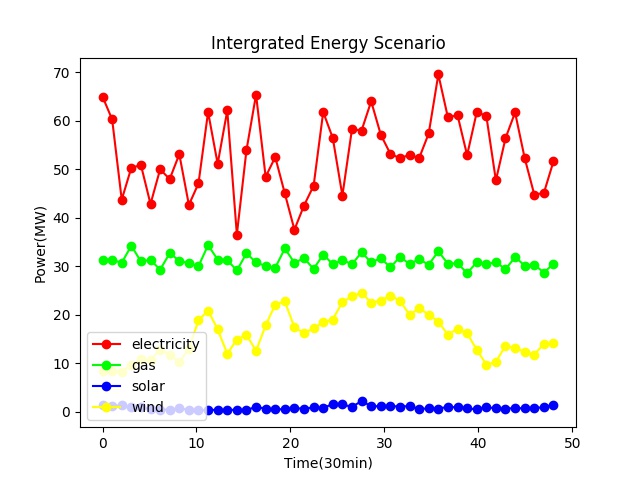 Intergrated Energy Scenario
Power(MW)
70
60
50
40
30
20
10
0
electricity
gas
solar
wind
0 10 20 30 40 50
Time(30min)